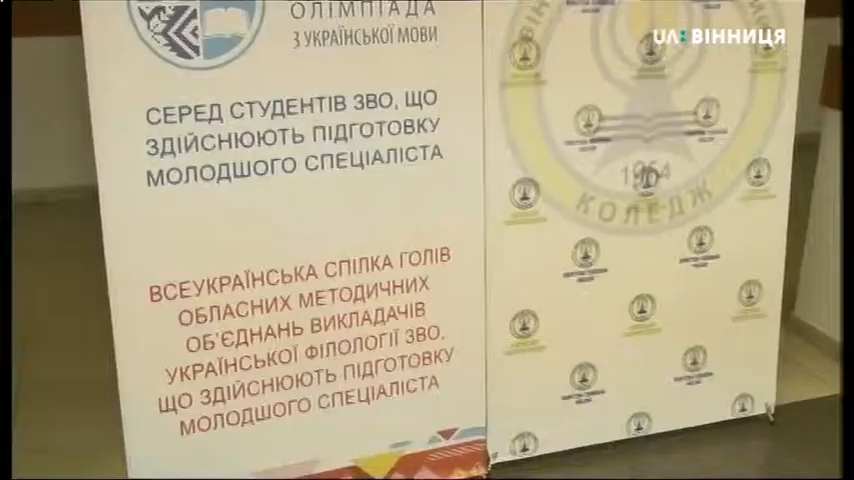 UA: ВІННИЦЯ
ОЛІМПІАДА
З УКРАЇНСЬКОЇ МОВИ
СЕРЕД СТУДЕНТІВ ЗВО, ЩО
ЗДІЙСНЮЮТЬ ПІДГОТОВКУ
МОЛОДШОГО СПЕЦІАЛІСТА
ВСЕУКРАЇНСЬКА СПІЛКА ГОЛІВ
ОБЛАСНИХ МЕТОДИЧНИХ
ОБ'ЄДНАНЬ ВИКЛАДАЧІВ
УКРАЇНСЬКОЇ ФІЛОЛОГІЇ ЗВО,
ЩО ЗДІЙСНЮЮТЬ ПІДГОТОВКУ
МОЛОДШОГО СПЕЦІАЛІСТА
1964
КОЛЕДЖ